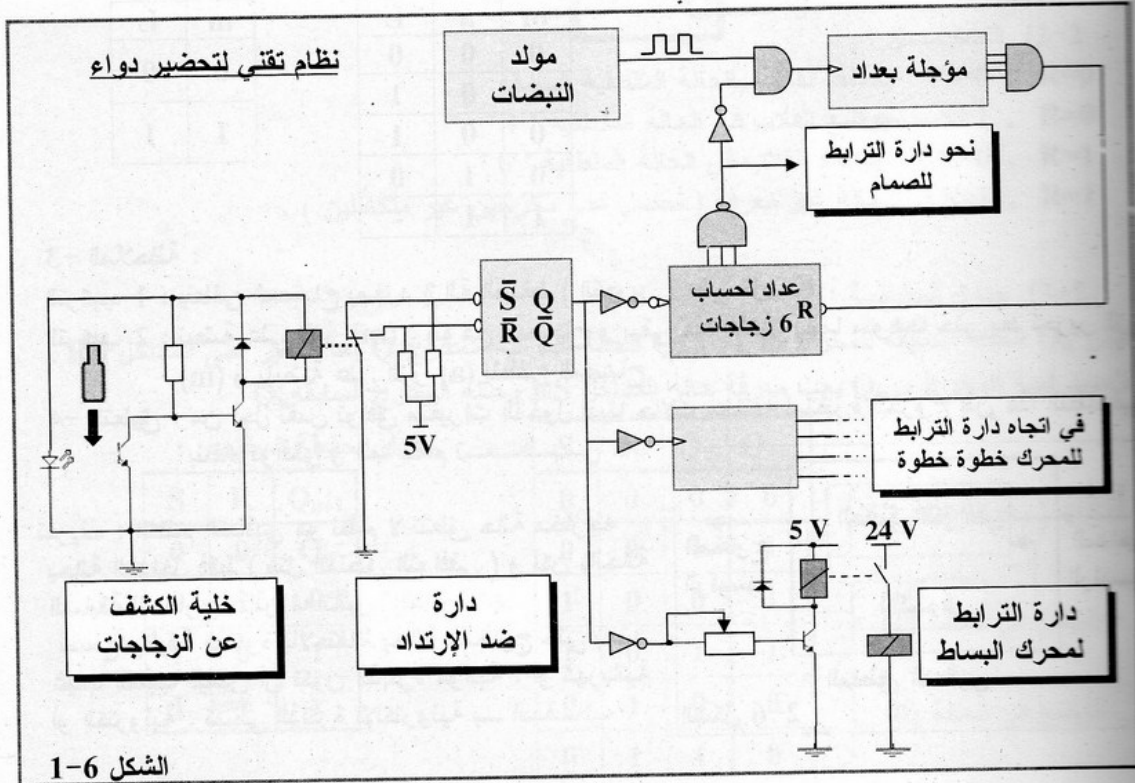 نظام تقني لتحضير دواء
مولد
النبضات
مؤجلة بعداد
نحو دارة الترابط
للصمام
S̅ Q
R̅ Q̅
عداد لحساب
6 زجاجات
R
5V
في اتجاه دارة الترابط
للمحرك خطوة خطوة
5 V
24 V
خلية الكشف
عن الزجاجات
دارة
ضد الإرتداد
دارة الترابط
لمحرك البساط
الشكل 6-1